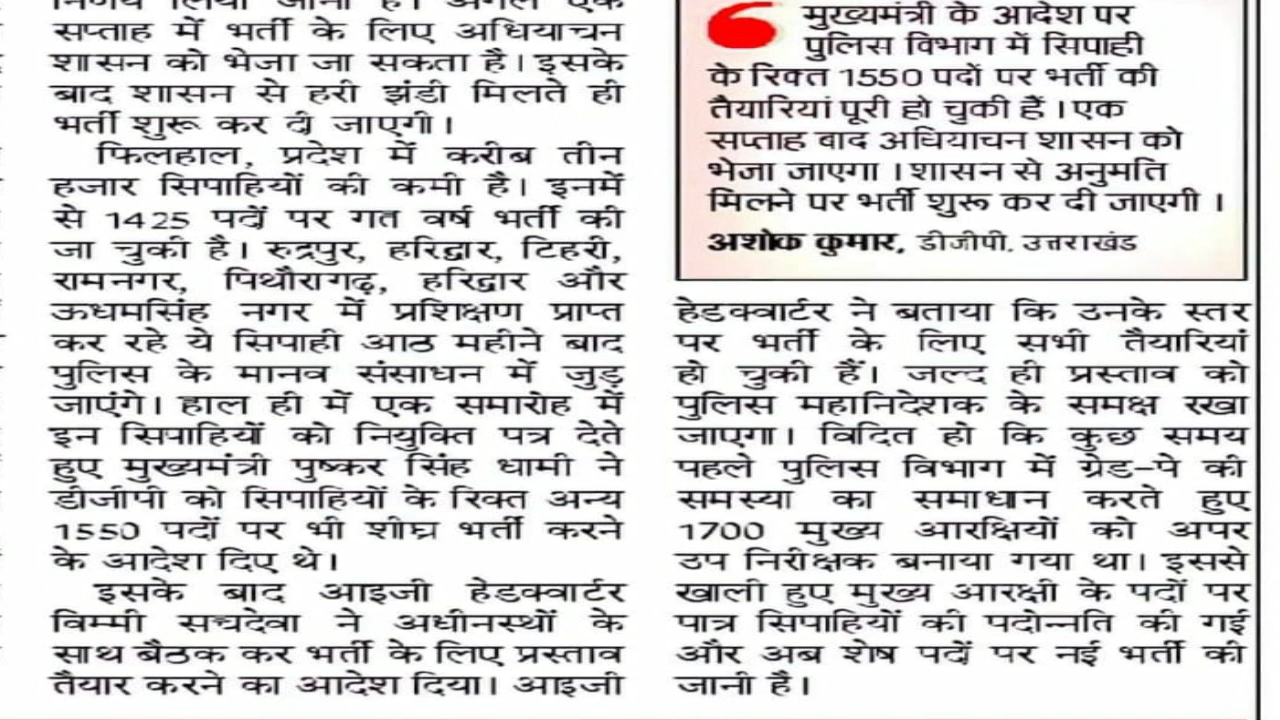 निर्णय लिया जाना है। अगले एक
सप्ताह में भर्ती के लिए अधियाचन
शासन को भेजा जा सकता है। इसके
बाद शासन से हरी झंडी मिलते ही
भर्ती शुरू कर दी जाएगी।
फिलहाल, प्रदेश में करीब तीन
हजार सिपाहियों की कमी है। इनमें
से 1425 पदों पर गत वर्ष भर्ती की
जा चुकी है। रुद्रपुर, हरिद्वार, टिहरी,
रामनगर, पिथौरागढ़, हरिद्वार और
ऊधमसिंह नगर में प्रशिक्षण प्राप्त
कर रहे ये सिपाही आठ महीने बाद
पुलिस के मानव संसाधन में जुड़
जाएंगे। हाल ही में एक समारोह में
इन सिपाहियों को नियुक्ति पत्र देते
हुए मुख्यमंत्री पुष्कर सिंह धामी ने
डीजीपी को सिपाहियों के रिक्त अन्य
1550 पदों पर भी शीघ्र भर्ती करने
के आदेश दिए थे।
इसके बाद आइजी हेडक्वार्टर
विम्मी सचदेवा ने अधीनस्थों के
साथ बैठक कर भर्ती के लिए प्रस्ताव
तैयार करने का आदेश दिया। आइजी
मुख्यमंत्री के आदेश पर
पुलिस विभाग में सिपाही
के रिक्त 1550 पदों पर भर्ती की
तैयारियां पूरी हो चुकी हैं। एक
सप्ताह बाद अधियाचन शासन को
भेजा जाएगा। शासन से अनुमति
मिलने पर भर्ती शुरू कर दी जाएगी।
अशोक कुमार, डीजीपी. उत्तराखंड
हेडक्वार्टर ने बताया कि उनके स्तर
पर भर्ती के लिए सभी तैयारियां
हो चुकी हैं। जल्द ही प्रस्ताव को
पुलिस महानिदेशक के समक्ष रखा
जाएगा। विदित हो कि कुछ समय
पहले पुलिस विभाग में ग्रेड-पे की
समस्या का समाधान करते हुए
1700 मुख्य आरक्षियों को अपर
उप निरीक्षक बनाया गया था। इससे
खाली हुए मुख्य आरक्षी के पदों पर
पात्र सिपाहियों की पदोन्नति की गई
और अब शेष पदों पर नई भर्ती की
जानी है।